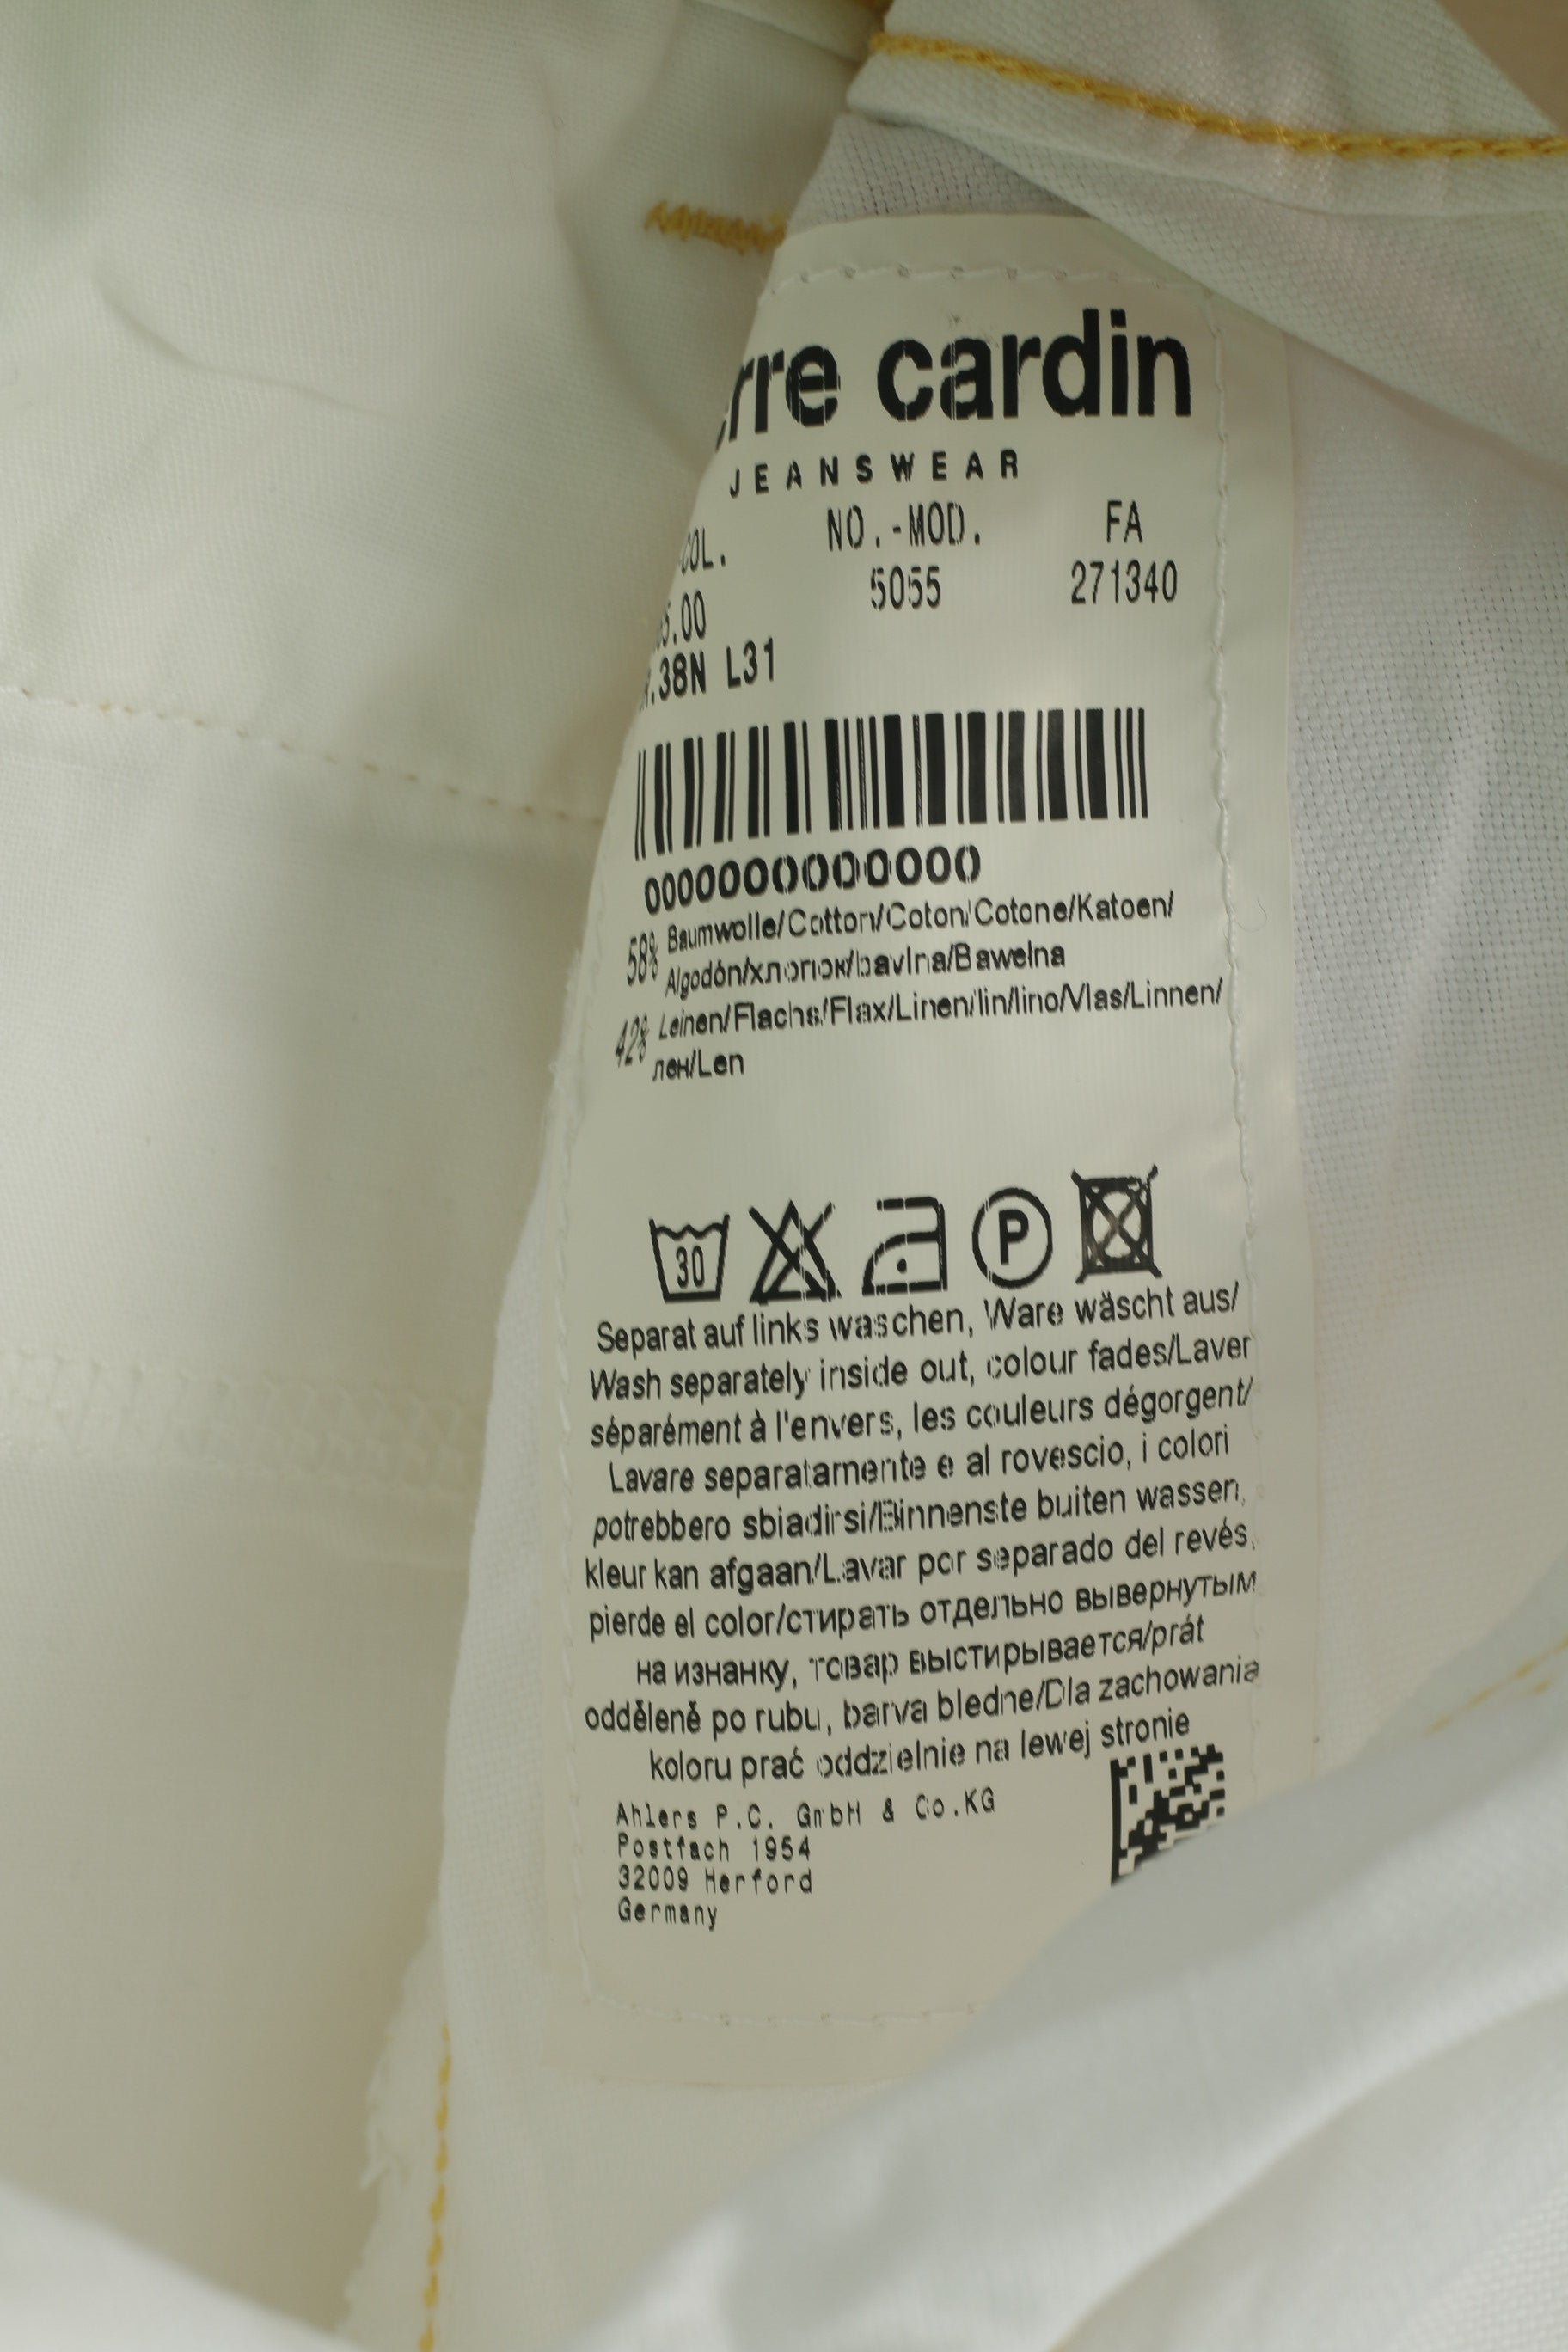 rre cardin
JEANSWEAR
COL. NO.-MOD. FA
5.00 5055 271340
.38N L31
0000000000000
58% Baumwolle/Cotton/Coton/Cotone/Katoen/
Algodón/хлопок/bavlna/Bawełna
42% Leinen/Flachs/Flax/Linen/lin/lino/Vlas/Linnen/
лен/Len
30 P
Separat auf links waschen, Ware wäscht aus/
Wash separately inside out, colour fades/Laver
séparément à l'envers, les couleurs dégorgent/
Lavare separatamente e al rovescio, i colori
potrebbero sbiadirsi/Binnenste buiten wassen,
kleur kan afgaan/Lavar por separado del revés,
pierde el color/стирать отдельно вывернутым
на изнанку, товар выстирывается/prát
odděleně po rubu, barva bledne/Dla zachowania
koloru prać oddzielnie na lewej stronie
Ahlers P.C. GmbH & Co.KG
Postfach 1954
32009 Herford
Germany